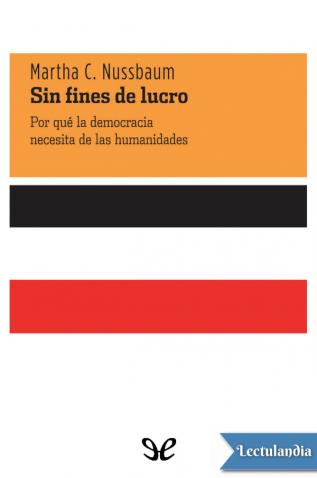 Martha C. Nussbaum
Sin fines de lucro
Por qué la democracia
necesita de las humanidades
Lectulandia